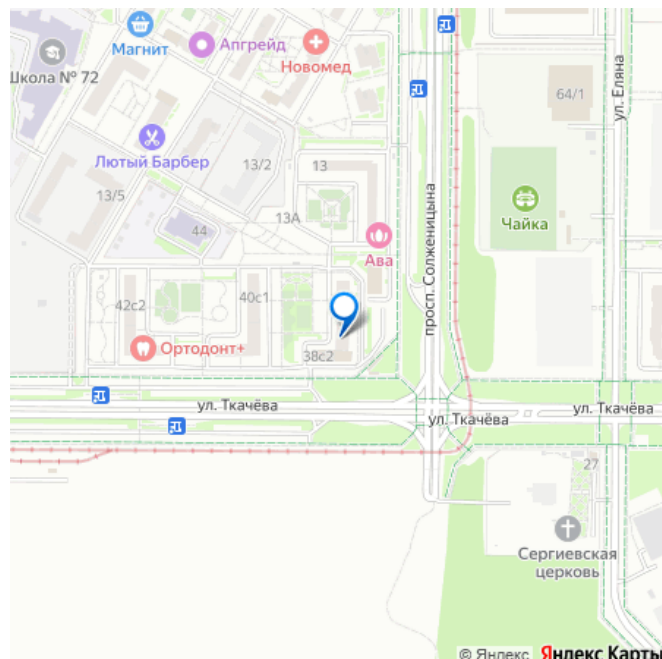 Магнит
Апгрейд
Новомед
Школа № 72
64/1
ул. Еляна
Лютый Барбер
13/2
13
13/5
13А
44
Чайка
просп. Солженицына
Ава
42с2
40с1
Ортодонт+
38с2
ул. Ткачёва
ул. Ткачёва
ул. Ткачёва
27
Сергиевская
церковь
© Яндекс Яндекс Карты